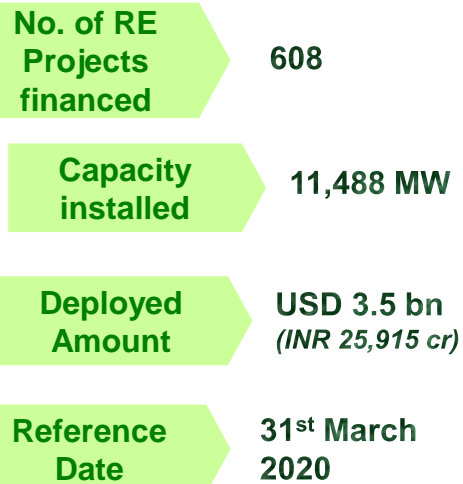 No. of RE
Projects
financed
608
Capacity
installed
11,488 MW
Deployed
Amount
USD 3.5 bn
(INR 25,915 cr)
Reference
Date
31st March
2020